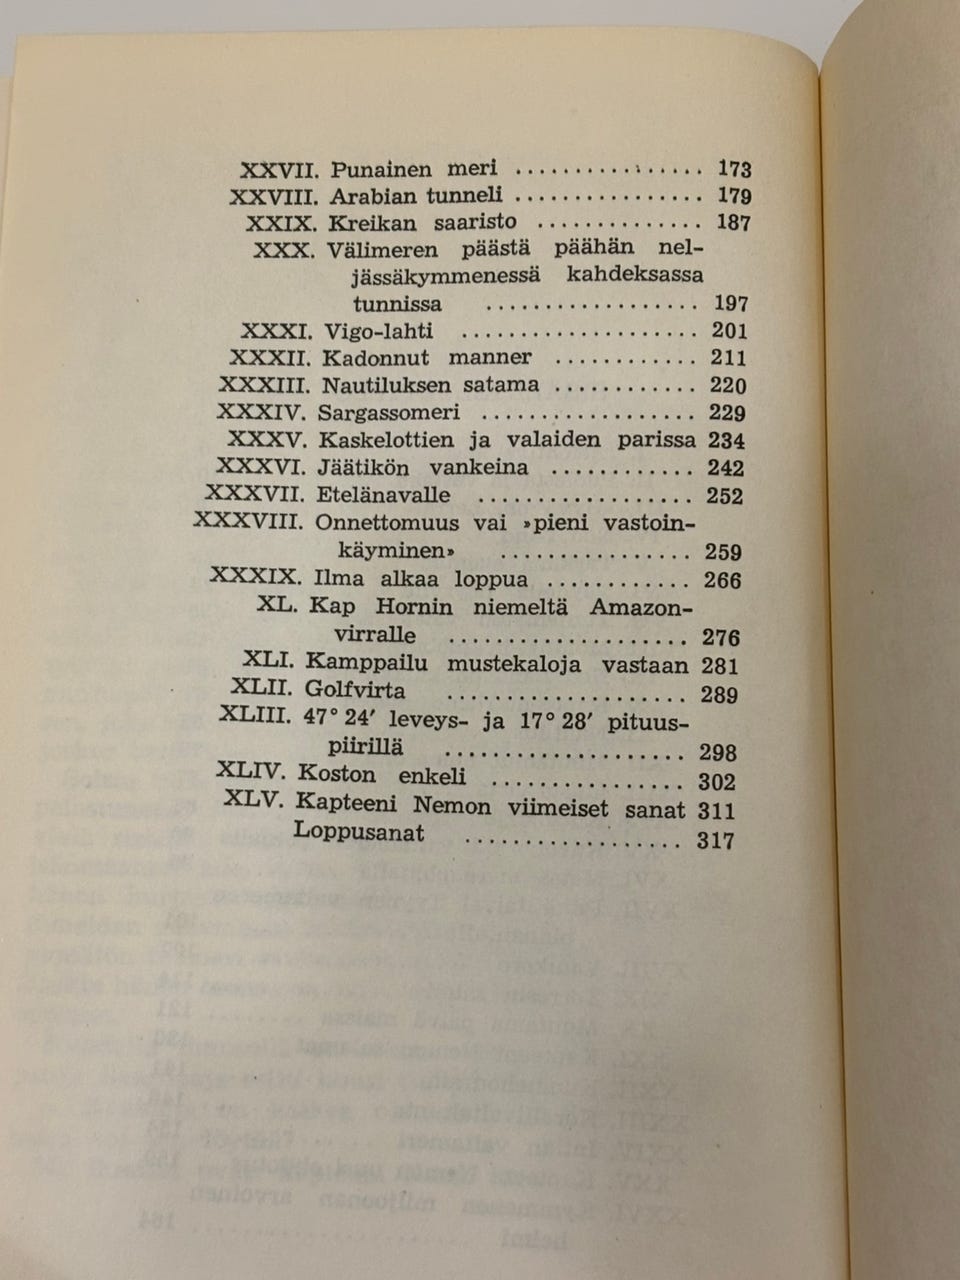 XXVII. Punainen meri ................. 173
XXVIII. Arabian tunneli ................ 179
XXIX. Kreikan saaristo .............. 187
XXX. Välimeren päästä päähän nel-
jässäkymmenessä kahdeksassa
tunnissa .................. 197
XXXI. Vigo-lahti .................... 201
XXXII. Kadonnut manner ............ 211
XXXIII. Nautiluksen satama ............ 220
XXXIV. Sargassomeri .................. 229
XXXV. Kaskelottien ja valaiden parissa 234
XXXVI. Jäätikön vankeina ............ 242
XXXVII. Etelänavalle .................. 252
XXXVIII. Onnettomuus vai »pieni vastoin-
käyminen» ................ 259
XXXIX. Ilma alkaa loppua ............ 266
XL. Kap Hornin niemeltä Amazon-
virralle .................... 276
XLI. Kamppailu mustekaloja vastaan 281
XLII. Golfvirta .................... 289
XLIII. 47° 24′ leveys- ja 17° 28′ pituus-
piirillä .................... 298
XLIV. Koston enkeli ................ 302
XLV. Kapteeni Nemon viimeiset sanat 311
Loppusanat .................. 317